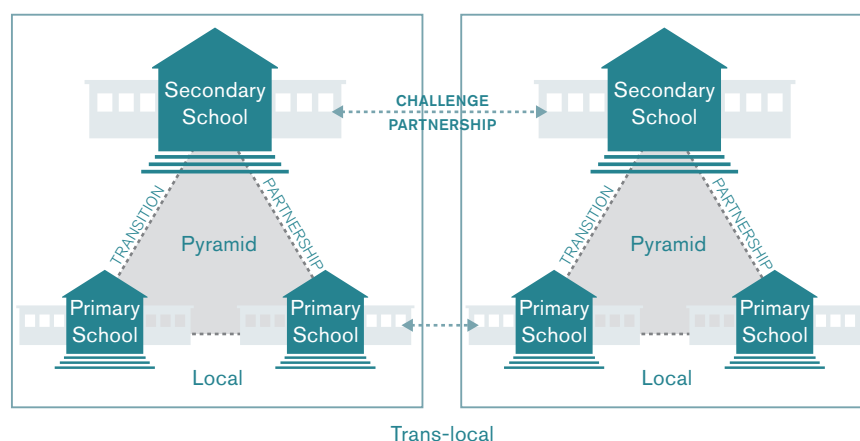 Secondary
School
CHALLENGE
PARTNERSHIP
Secondary
School
TRANSITION
PARTNERSHIP
TRANSITION
PARTNERSHIP
Pyramid
Pyramid
Primary
School
Primary
School
Primary
School
Primary
School
Local
Local
Trans-local